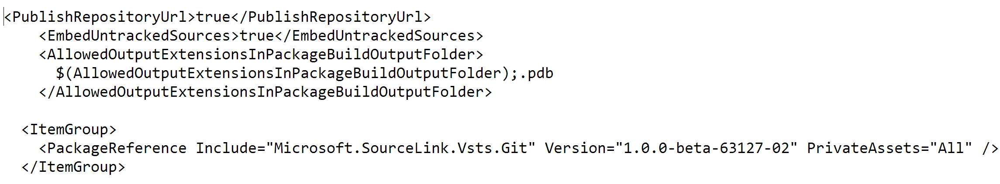 <PublishRepositoryUrl>true</PublishRepositoryUrl>
    <EmbedUntrackedSources>true</EmbedUntrackedSources>
    <AllowedOutputExtensionsInPackageBuildOutputFolder>
      $(AllowedOutputExtensionsInPackageBuildOutputFolder);.pdb
    </AllowedOutputExtensionsInPackageBuildOutputFolder>

  <ItemGroup>
    <PackageReference Include="Microsoft.SourceLink.Vsts.Git" Version="1.0.0-beta-63127-02" PrivateAssets="All" />
  </ItemGroup>